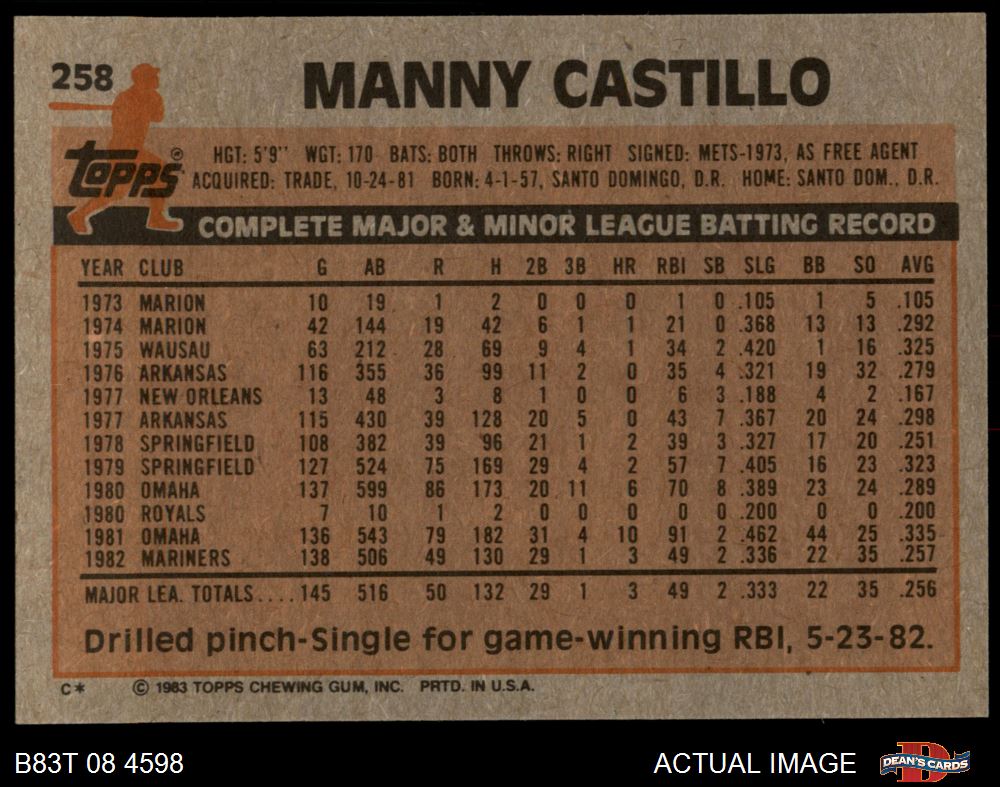 258 MANNY CASTILLO
Topps®
HGT: 5'9" WGT: 170 BATS: BOTH THROWS: RIGHT SIGNED: METS-1973, AS FREE AGENT
ACQUIRED: TRADE, 10-24-81 BORN: 4-1-57, SANTO DOMINGO, D.R. HOME: SANTO DOM., D.R.
COMPLETE MAJOR & MINOR LEAGUE BATTING RECORD
YEAR CLUB G AB R H 2B 3B HR RBI SB SLG BB SO AVG
1973 MARION 10 19 1 2 0 0 0 1 0 .105 1 5 .105
1974 MARION 42 144 19 42 6 1 1 21 0 .368 13 13 .292
1975 WAUSAU 63 212 28 69 9 4 1 34 2 .420 1 16 .325
1976 ARKANSAS 116 355 36 99 11 2 0 35 4 .321 19 32 .279
1977 NEW ORLEANS 13 48 3 8 1 0 0 6 3 .188 4 2 .167
1977 ARKANSAS 115 430 39 128 20 5 0 43 7 .367 20 24 .298
1978 SPRINGFIELD 108 382 39 96 21 1 2 39 3 .327 17 20 .251
1979 SPRINGFIELD 127 524 75 169 29 4 2 57 7 .405 16 23 .323
1980 OMAHA 137 599 86 173 20 11 6 70 8 .389 23 24 .289
1980 ROYALS 7 10 1 2 0 0 0 0 0 .200 0 0 .200
1981 OMAHA 136 543 79 182 31 4 10 91 2 .462 44 25 .335
1982 MARINERS 138 506 49 130 29 1 3 49 2 .336 22 35 .257
MAJOR LEA. TOTALS....145 516 50 132 29 1 3 49 2 .333 22 35 .256
Drilled pinch-Single for game-winning RBI, 5-23-82.
C* © 1983 TOPPS CHEWING GUM, INC. PRTD. IN U.S.A.
B83T 08 4598 ACTUAL IMAGE DEAN'S CARDS